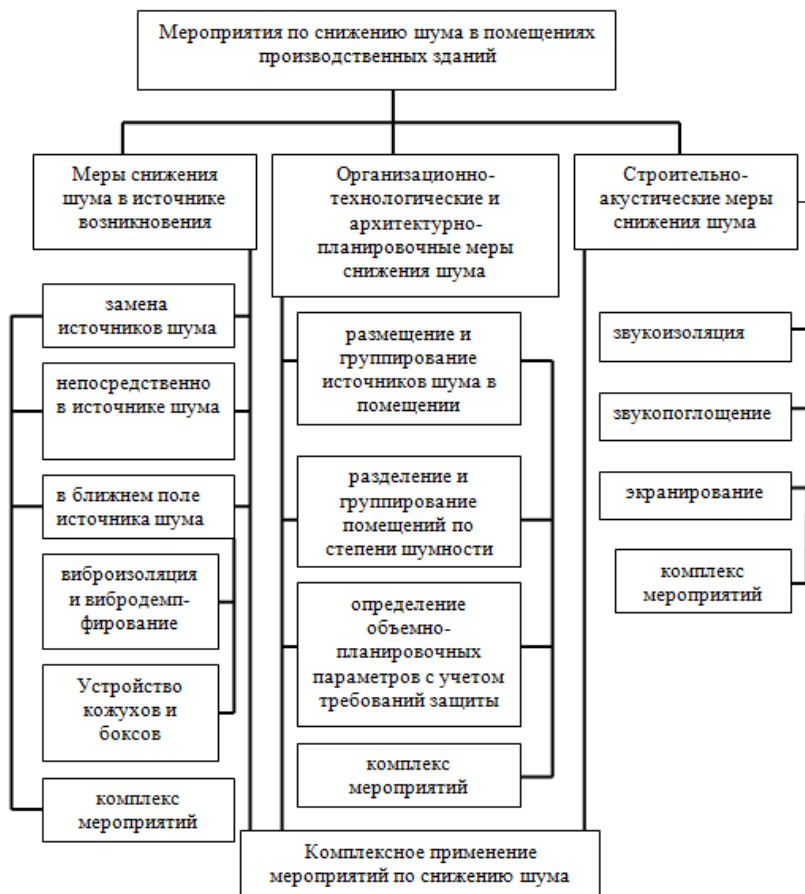 Мероприятия по снижению шума в помещениях
производственных зданий
Меры снижения
шума в источнике
возникновения
Организационно-
технологические и
архитектурно-
планировочные меры
снижения шума
Строительно-
акустические меры
снижения шума
замена
источников шума
непосредственно
в источнике шума
в ближнем поле
источника шума
виброизоляция
и вибродемп-
фирование
Устройство
кожухов и
боксов
комплекс
мероприятий
размещение и
группирование
источников шума в
помещении
разделение и
группирование
помещений по
степени шумности
определение
объемно-
планировочных
параметров с учетом
требований защиты
комплекс
мероприятий
звукоизоляция
звукопоглощение
экранирование
комплекс
мероприятий
Комплексное применение
мероприятий по снижению шума